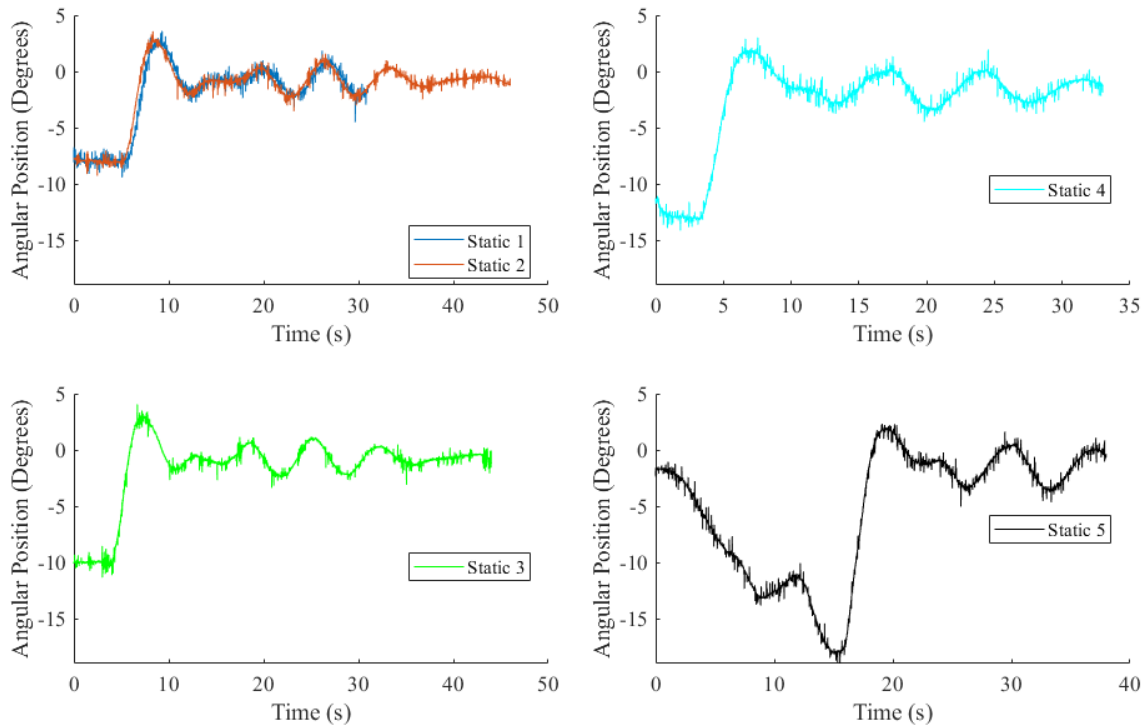 5
0
-5
-10
-15
Angular Position (Degrees)
0 10 20 30 40 50
Time (s)
Static 1
Static 2
5
0
-5
-10
-15
Angular Position (Degrees)
0 5 10 15 20 25 30 35
Time (s)
Static 4
5
0
-5
-10
-15
Angular Position (Degrees)
0 10 20 30 40 50
Time (s)
Static 3
5
0
-5
-10
-15
Angular Position (Degrees)
0 10 20 30 40
Time (s)
Static 5